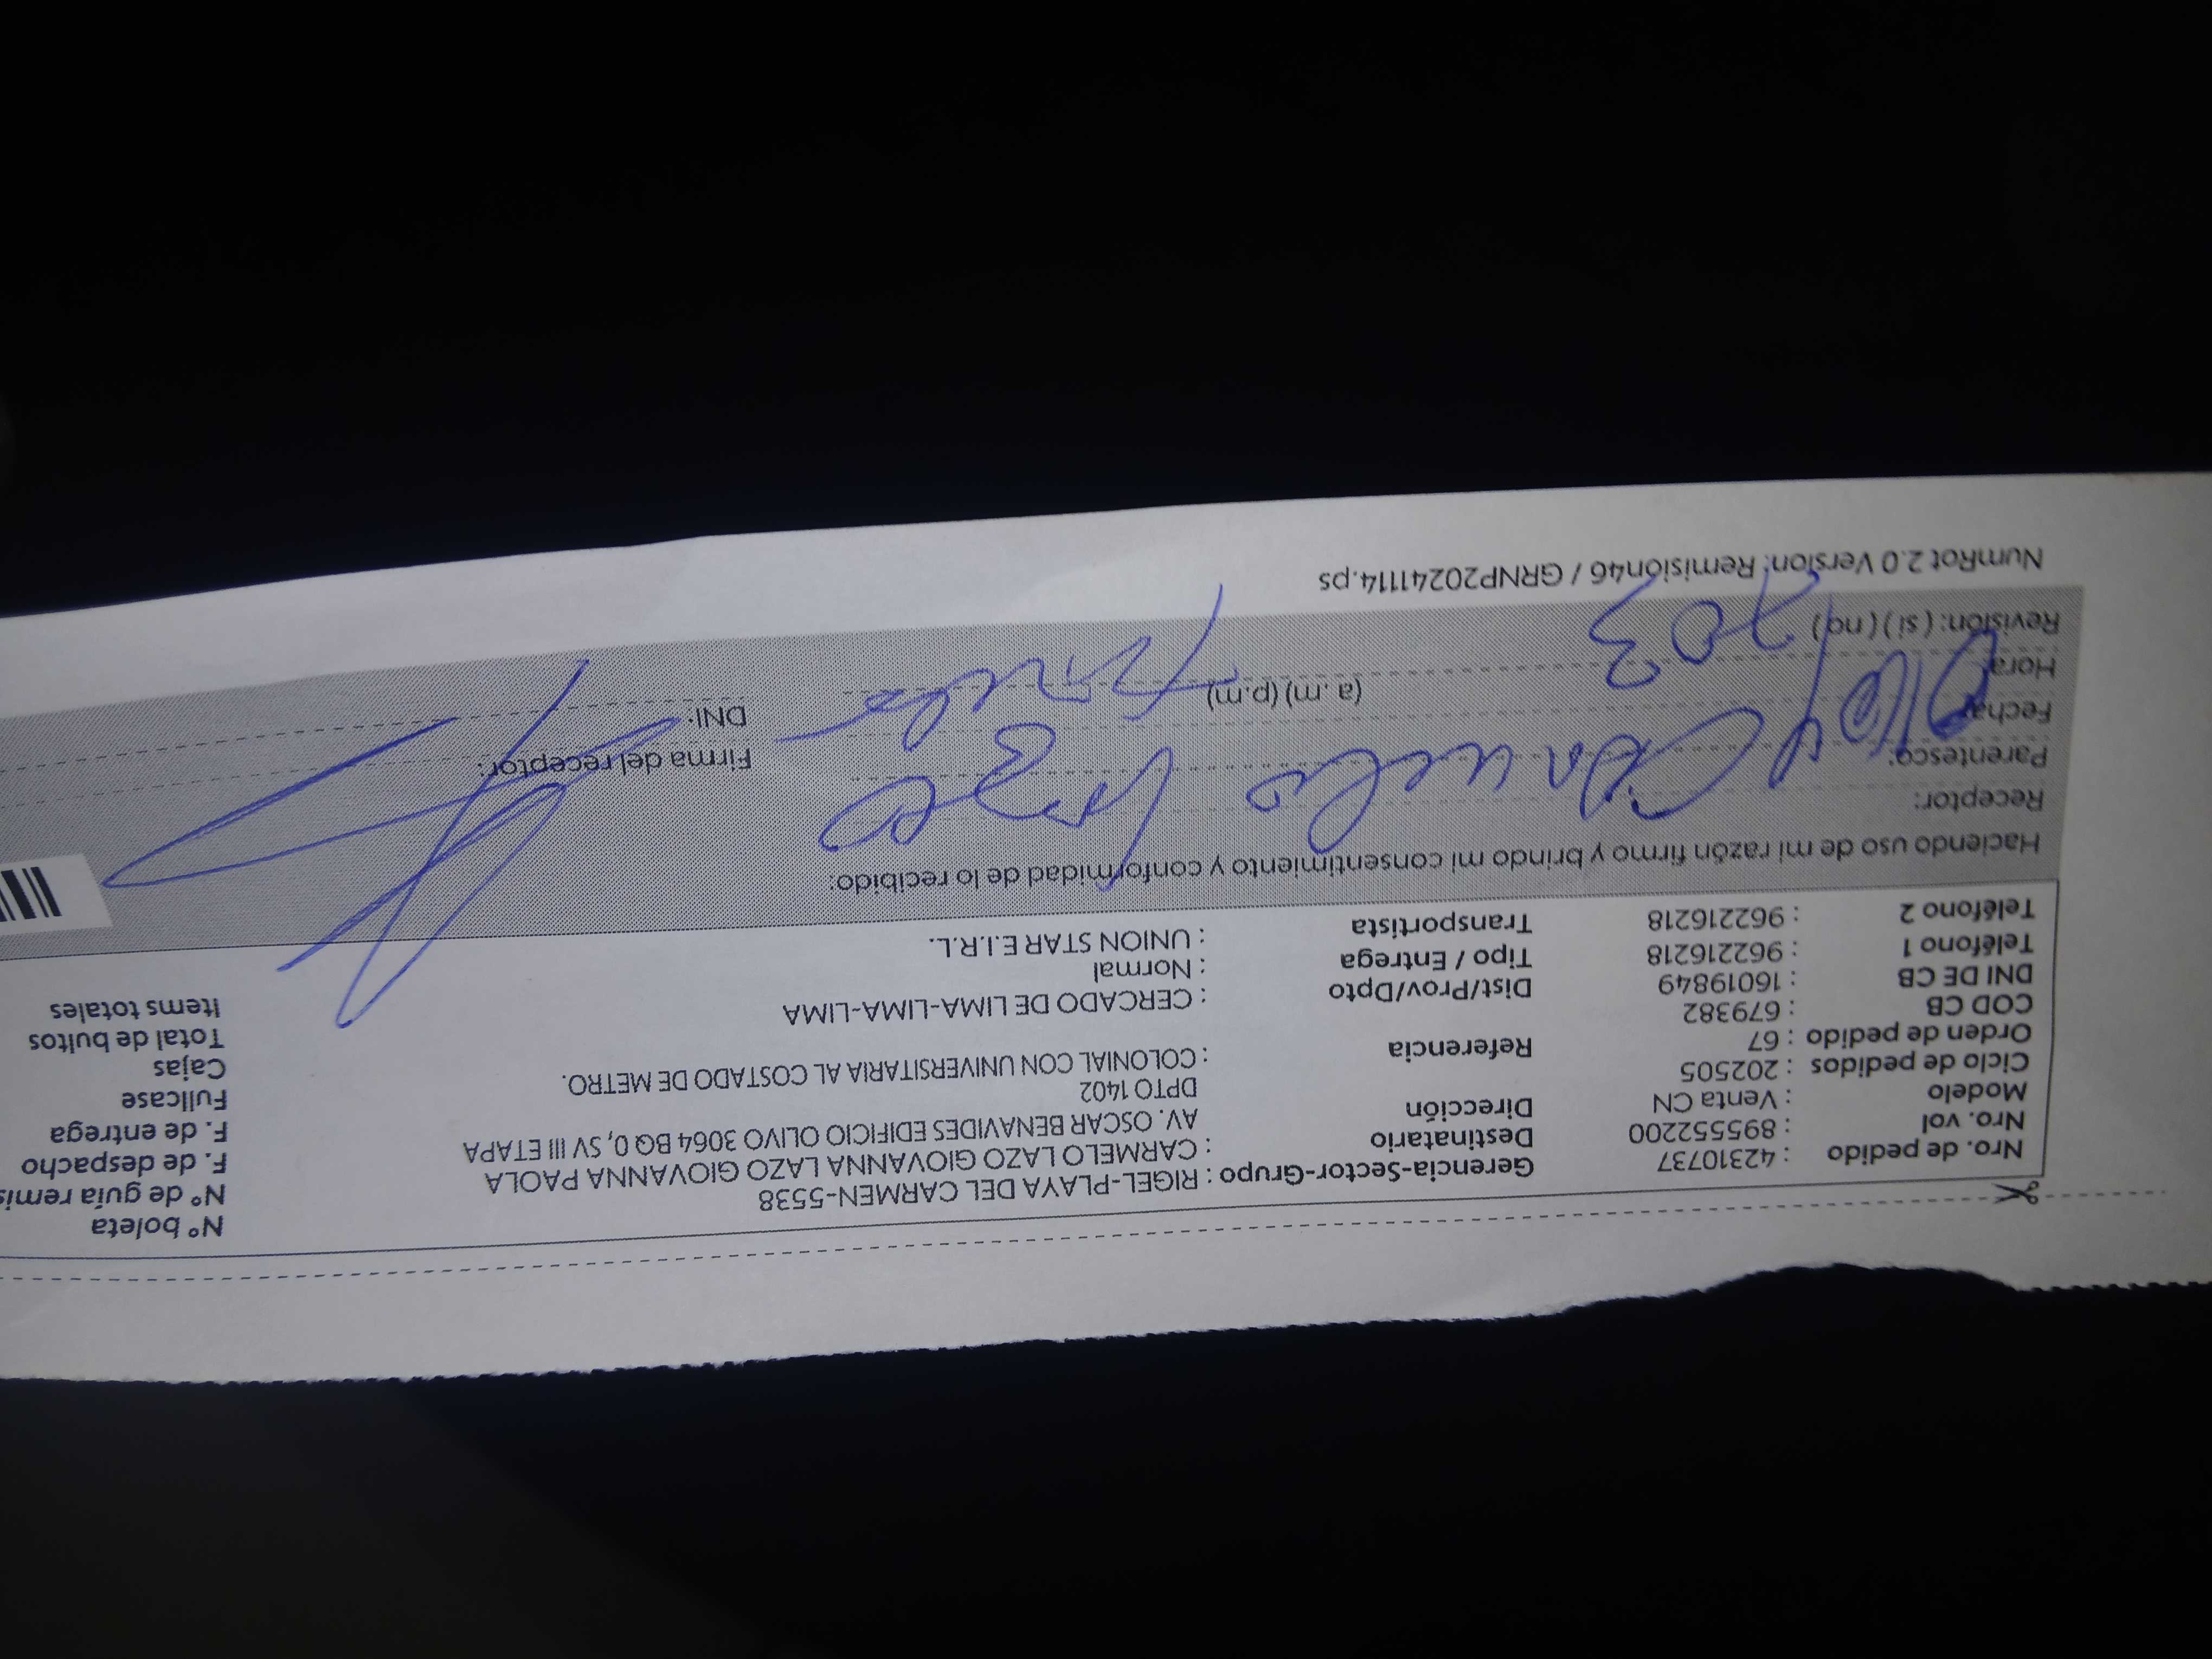 Nro. de pedido : 42310737 Gerencia-Sector-Grupo : RIGEL-PLAYA DEL CARMEN-5538 N° boleta
Nro. vol : 895552200 Destinatario : CARMELO LAZO GIOVANNA LAZO GIOVANNA PAOLA N° de guía remis
Modelo : Venta CN Dirección AV. OSCAR BENAVIDES EDIFICIO OLIVO 3064 BQ 0, SV III ETAPA F. de despacho
Ciclo de pedidos : 202505 DPTO 1402 F. de entrega
Orden de pedido : 67 Referencia : COLONIAL CON UNIVERSITARIA AL COSTADO DE METRO. Fullcase
COD CB : 679382 Cajas
DNI DE CB : 16019849 Dist/Prov/Dpto : CERCADO DE LIMA-LIMA-LIMA Total de bultos
Teléfono 1 : 962216218 Tipo / Entrega : Normal Items totales
Teléfono 2 : 962216218 Transportista : UNION STAR E.I.R.L.
Haciendo uso de mi razón firmo y brindo mi consentimiento y conformidad de lo recibido:
Receptor:
Parentesco: Firma del receptor:
Fecha:
Hora: (a. m) (p.m) DNI:
Revisión: ( si ) ( no )
703
NumRot 2.0 Version: Remisión46 / GRNP20241114.ps